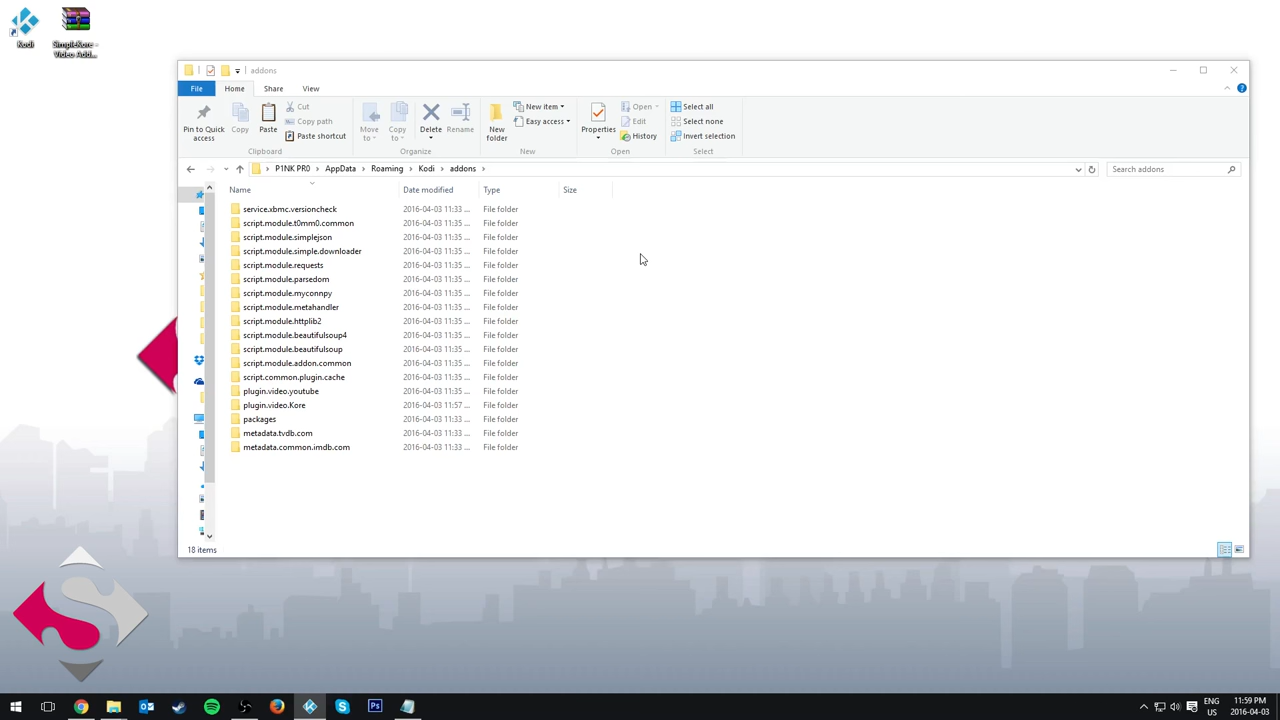 Kodi
SimpleKore -
Video Add...
addons
File
Home
Share
View
Pin to Quick
access
Copy
Paste
Cut
Copy path
Paste shortcut
Clipboard
Move
to
Copy
to
Delete
Rename
Organize
New
folder
New item
Easy access
New
Properties
Open
Edit
History
Open
Select all
Select none
Invert selection
Select
P1NK PR0 > AppData > Roaming > Kodi > addons >
Search addons
Name Date modified Type Size
service.xbmc.versioncheck 2016-04-03 11:33 ... File folder
script.module.t0mm0.common 2016-04-03 11:35 ... File folder
script.module.simplejson 2016-04-03 11:35 ... File folder
script.module.simple.downloader 2016-04-03 11:35 ... File folder
script.module.requests 2016-04-03 11:35 ... File folder
script.module.parsedom 2016-04-03 11:35 ... File folder
script.module.myconnpy 2016-04-03 11:35 ... File folder
script.module.metahandler 2016-04-03 11:35 ... File folder
script.module.httplib2 2016-04-03 11:35 ... File folder
script.module.beautifulsoup4 2016-04-03 11:35 ... File folder
script.module.beautifulsoup 2016-04-03 11:35 ... File folder
script.module.addon.common 2016-04-03 11:35 ... File folder
script.common.plugin.cache 2016-04-03 11:35 ... File folder
plugin.video.youtube 2016-04-03 11:35 ... File folder
plugin.video.Kore 2016-04-03 11:57 ... File folder
packages 2016-04-03 11:33 ... File folder
metadata.tvdb.com 2016-04-03 11:33 ... File folder
metadata.common.imdb.com 2016-04-03 11:33 ... File folder
18 items
ENG
US
11:59 PM
2016-04-03